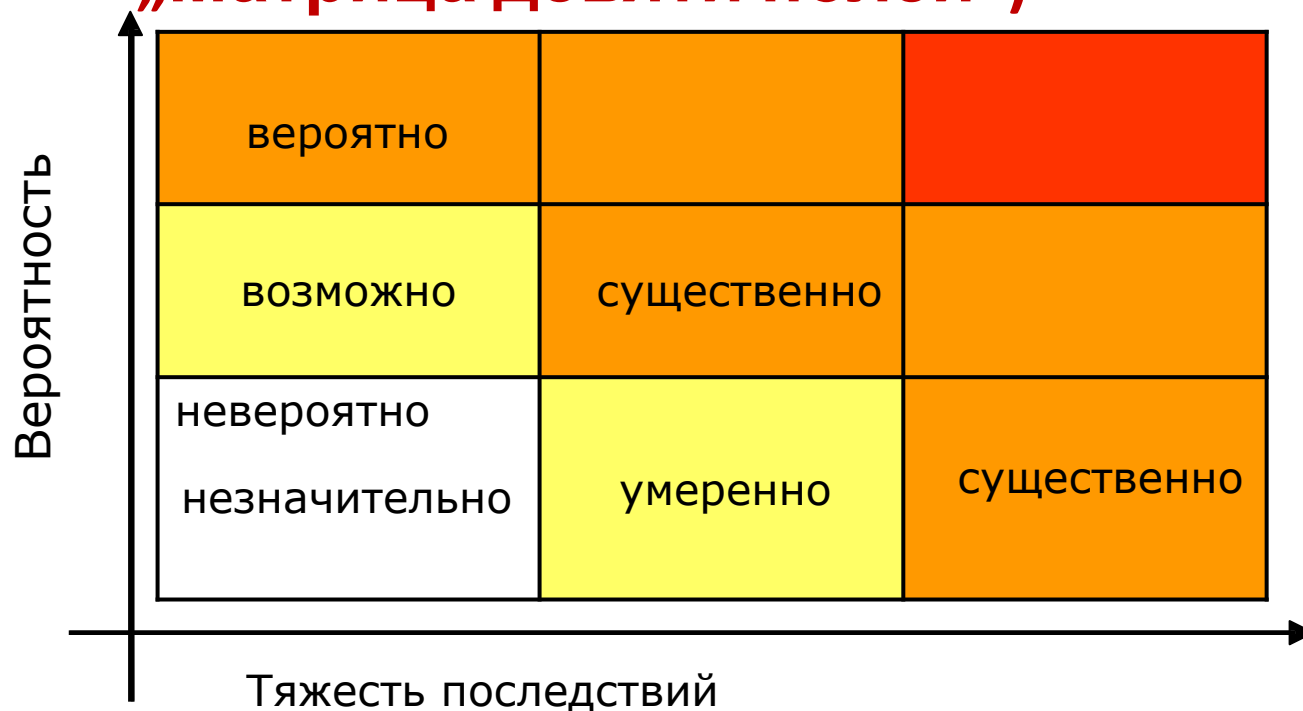 вероятно
Вероятность
возможно
существенно
невероятно
незначительно
умеренно
существенно
Тяжесть последствий